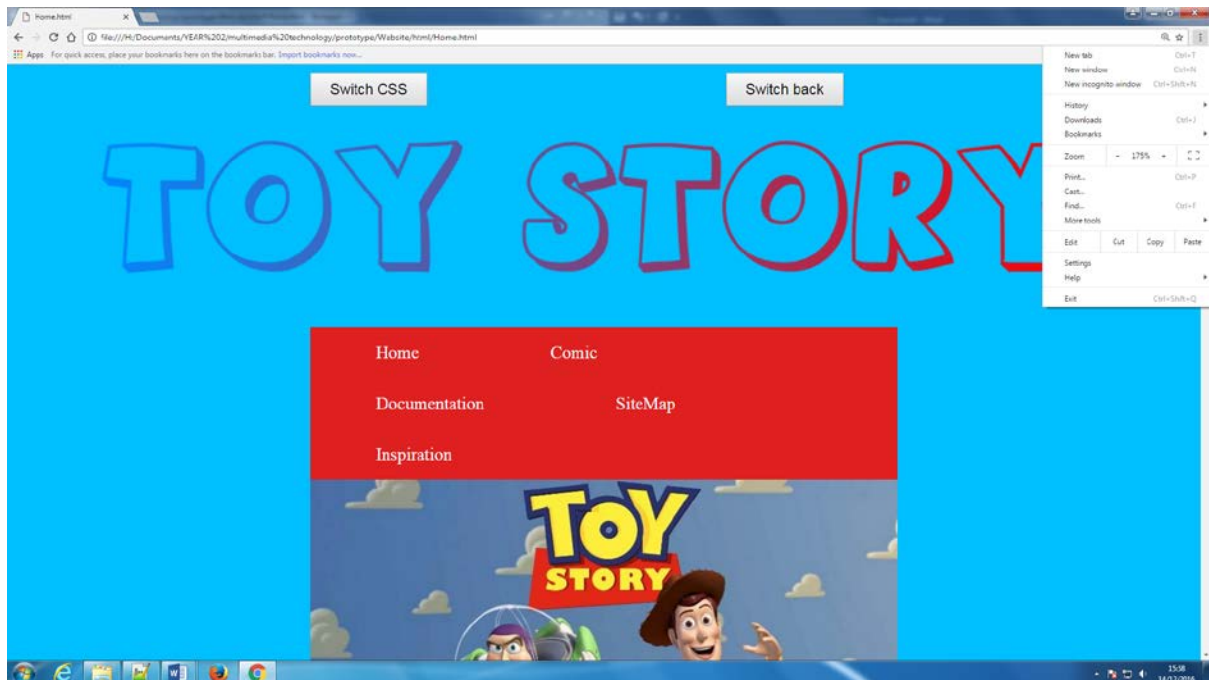 Home.html
file:///H:/Documents/YEAR%202/multimedia%20technology/prototype/Website/html/Home.html
Apps For quick access, place your bookmarks here on the bookmarks bar. Import bookmarks now...
New tab Ctrl+T
New window Ctrl+N
New incognito window Ctrl+Shift+N
History
Downloads Ctrl+J
Bookmarks
Zoom - 175% +
Print... Ctrl+P
Cast...
Find... Ctrl+F
More tools
Edit Cut Copy Paste
Settings
Help
Exit Ctrl+Shift+Q
Switch CSS Switch back
TOY STORY
Home Comic
Documentation SiteMap
Inspiration
TOY
STORY
15:58
14/12/2016